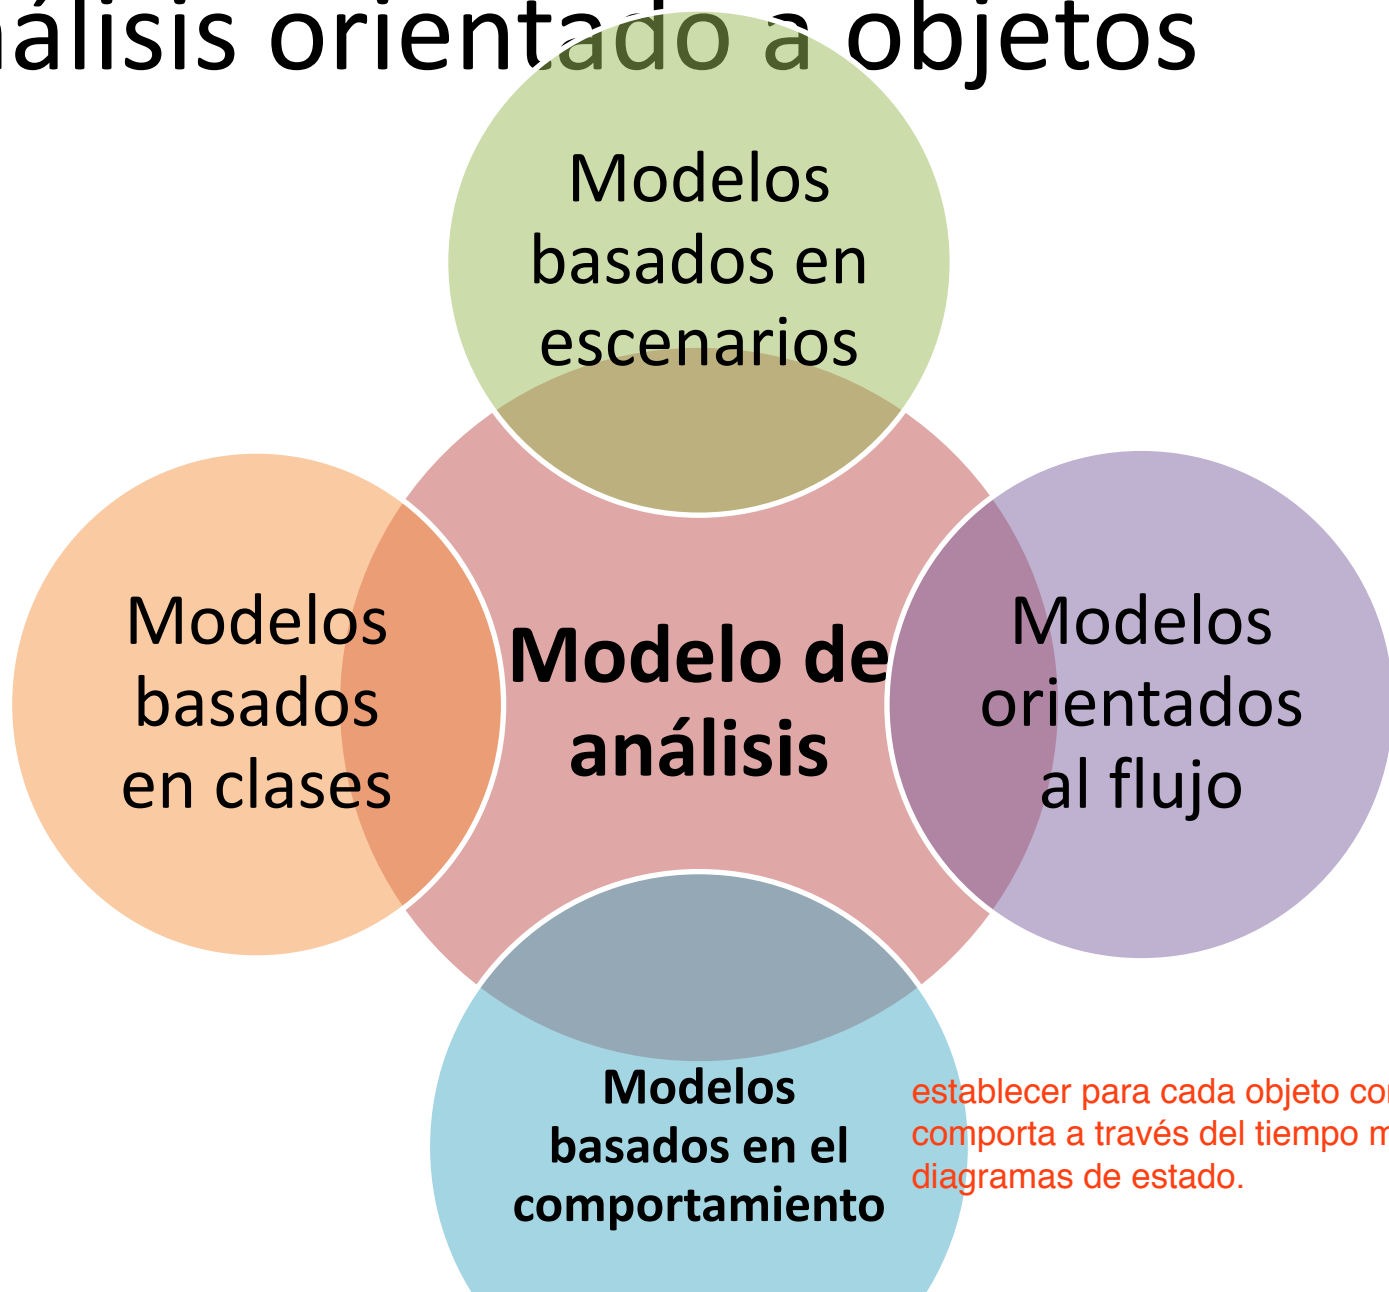 álisis orientado a objetos
Modelos
basados en
escenarios
Modelos
basados
en clases
Modelo de
análisis
Modelos
orientados
al flujo
Modelos
basados en el
comportamiento
establecer para cada objeto
comporta a través del tiempo
diagramas de estado.